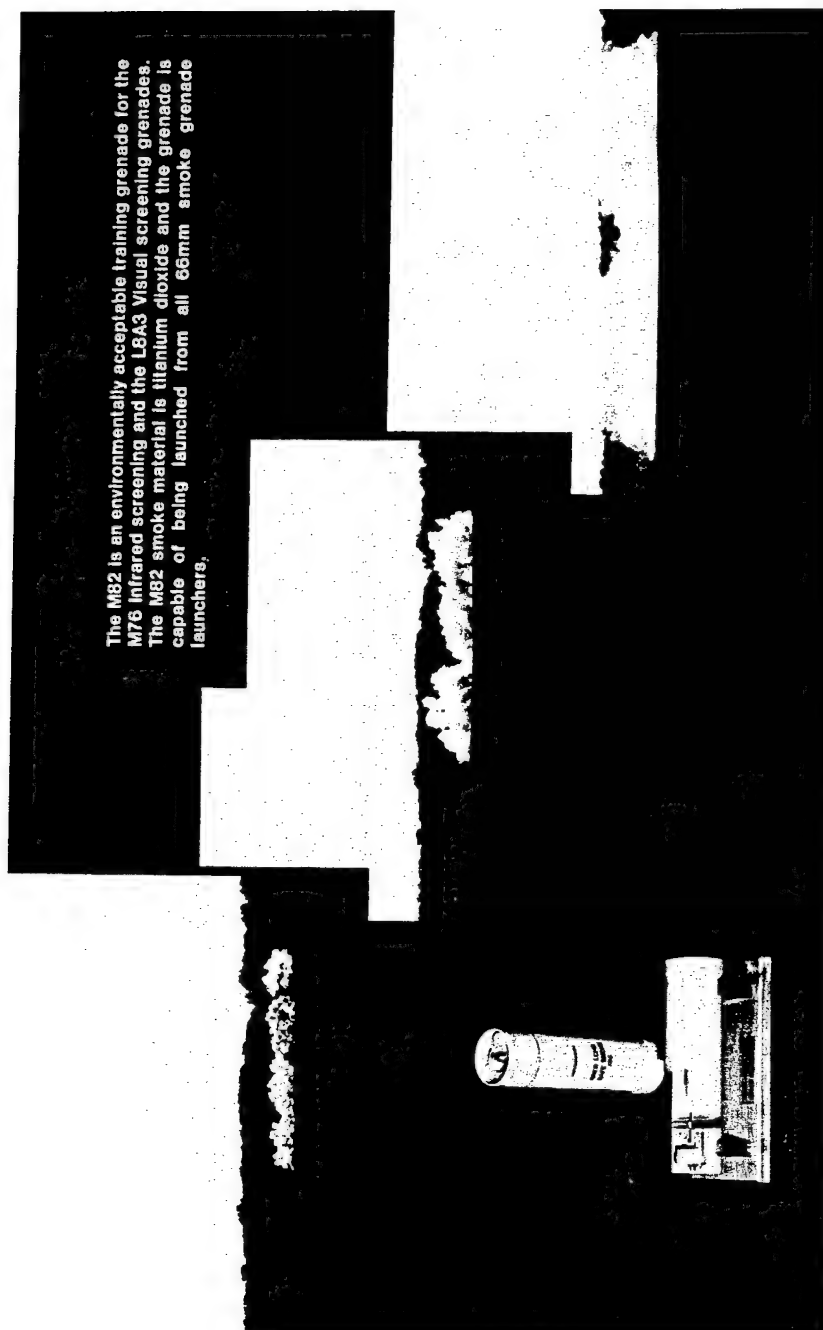 The M82 is an environmentally acceptable training grenade for the
M76 Infrared screening and the L8A3 Visual screening grenades.
The M82 smoke material is titanium dioxide and the grenade is
capable of being launched from all 66mm smoke grenade
launchers.